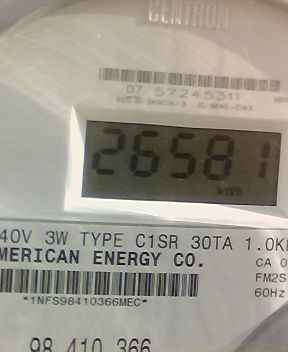 CENTRON
07 57245311
26581
kWh
40V 3W TYPE C1SR 30TA 1.0K
MERICAN ENERGY CO.
CA 0
FM2S
*1NFS98410366MEC*
60Hz
98 410 366